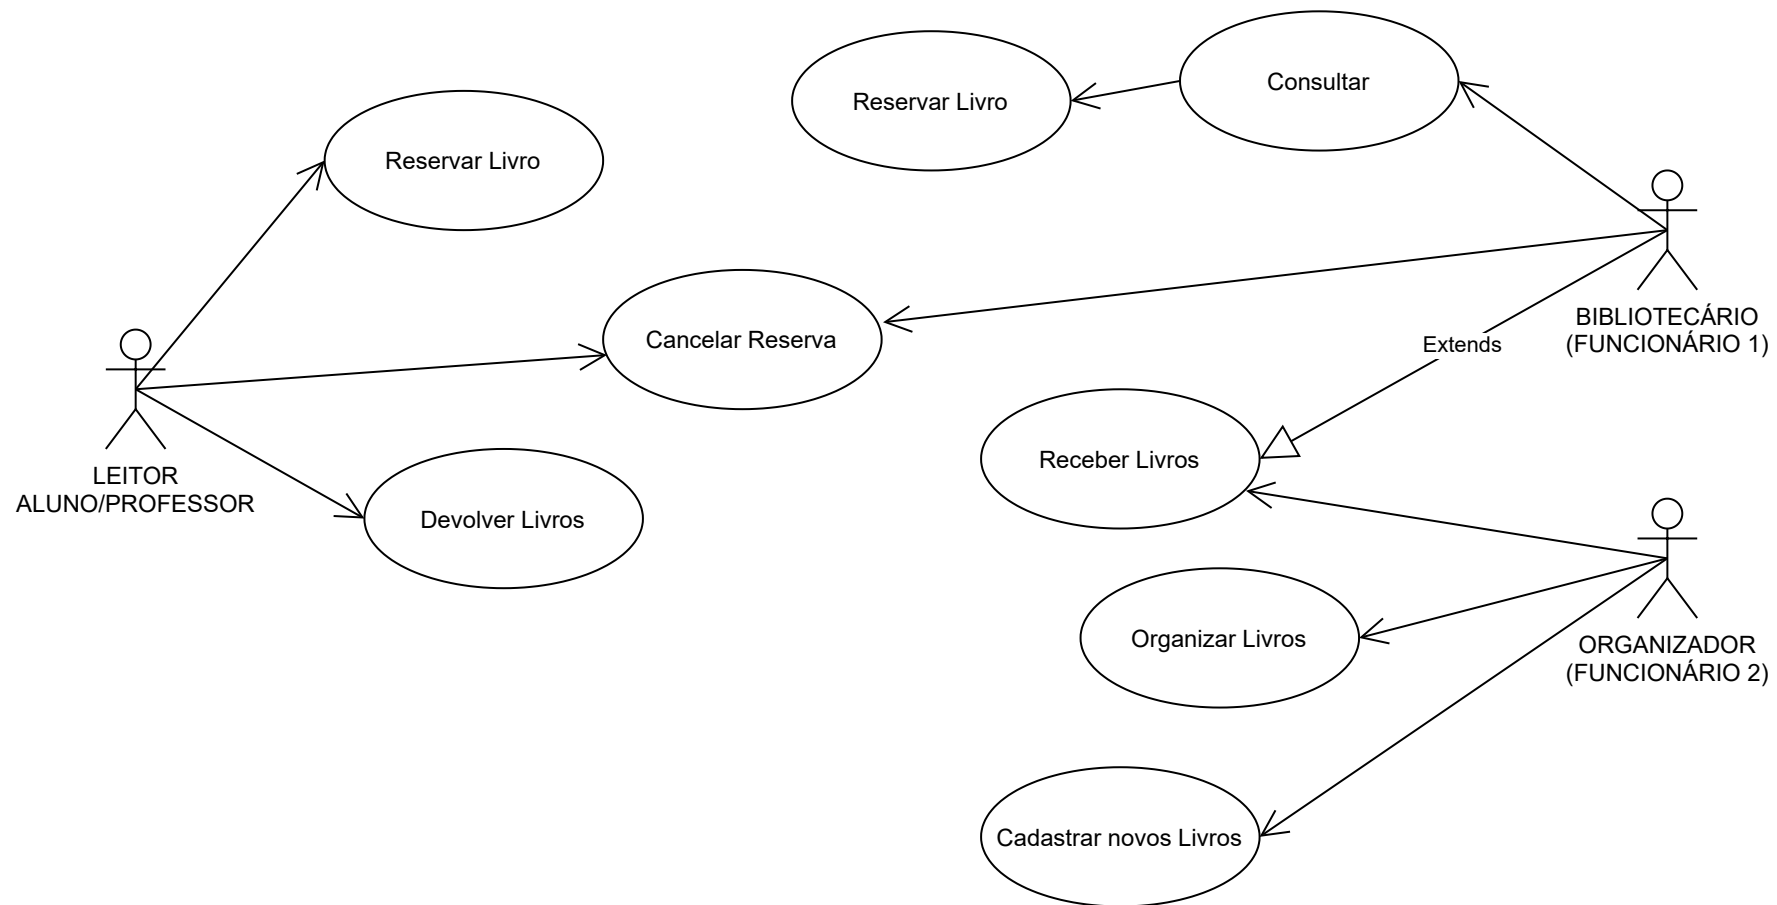 Consultar
Reservar Livro
Reservar Livro
BIBLIOTECÁRIO
(FUNCIONÁRIO 1)
Cancelar Reserva
Extends
Receber Livros
LEITOR
ALUNO/PROFESSOR
Devolver Livros
Organizar Livros
ORGANIZADOR
(FUNCIONÁRIO 2)
Cadastrar novos Livros